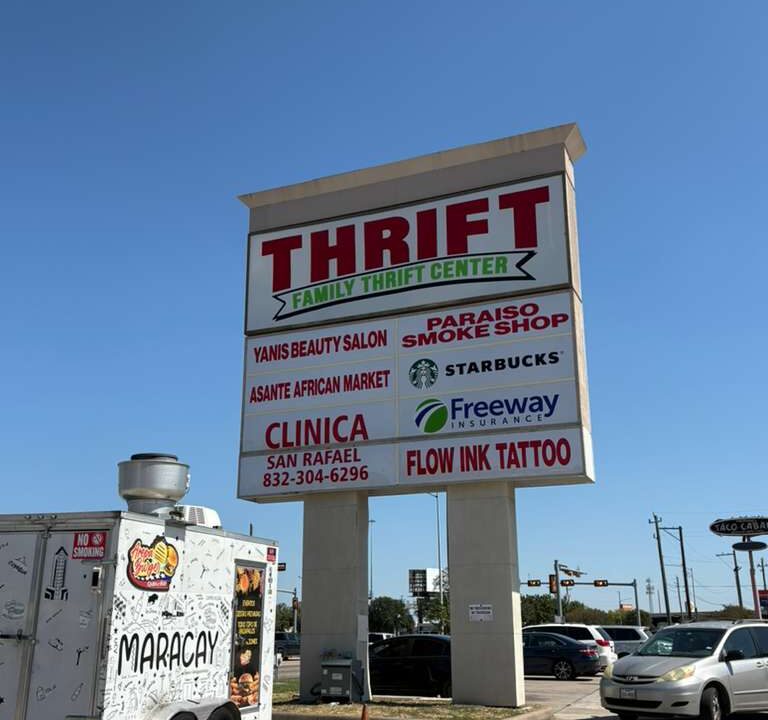 THRIFT
FAMILY THRIFT CENTER
YANIS BEAUTY SALON
PARAISO
SMOKE SHOP
ASANTE AFRICAN MARKET
STARBUCKS
CLINICA
SAN RAFAEL
832-304-6296
Freeway
INSURANCE
FLOW INK TATTOO
NO
SMOKING
MARACAY
TACO